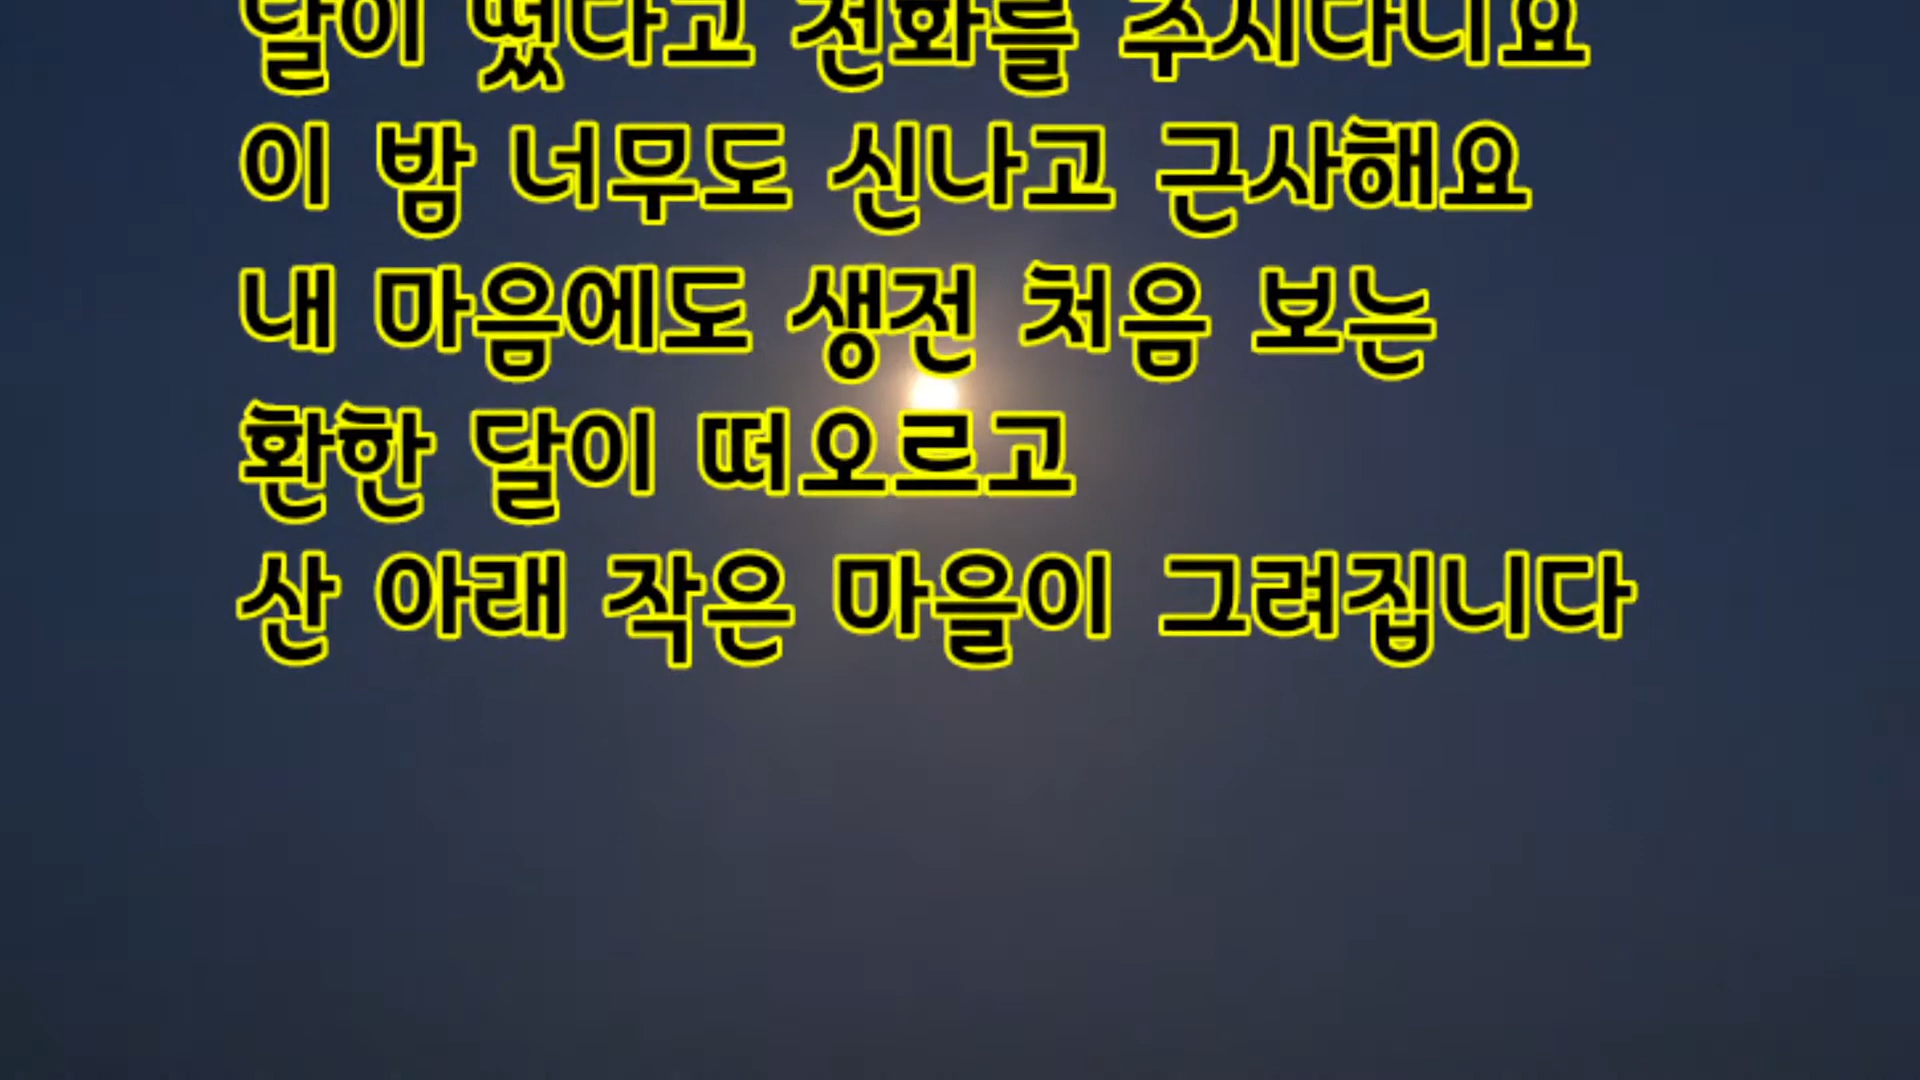 달이 떴다고 전화를 주시다니요
이 밤 너무도 신나고 근사해요
내 마음에도 생전 처음 보는
환한 달이 떠오르고
산 아래 작은 마을이 그려집니다